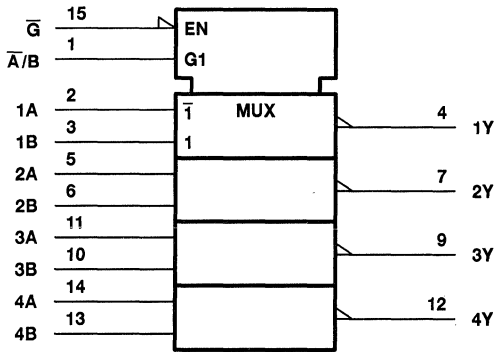 G̅ 15 EN
A̅/B 1 G1
MUX
1A 2 1̅ 4 1Y
1B 3 1
2A 5 7 2Y
2B 6
3A 11 9 3Y
3B 10
4A 14 12 4Y
4B 13